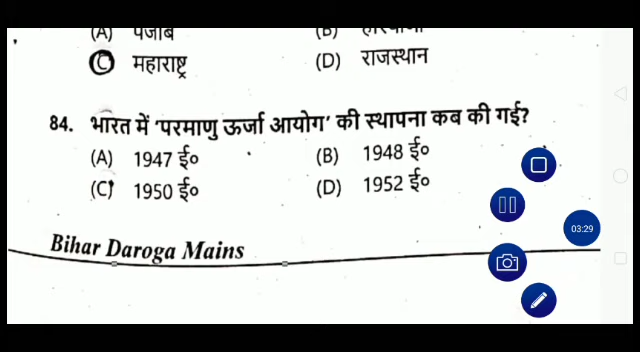 (A) पंजाब (B) हरियाणा
(C) महाराष्ट्र (D) राजस्थान
84. भारत में ‘परमाणु ऊर्जा आयोग’ की स्थापना कब की गई?
(A) 1947 ई० (B) 1948 ई०
(C) 1950 ई० (D) 1952 ई०
03:29
Bihar Daroga Mains